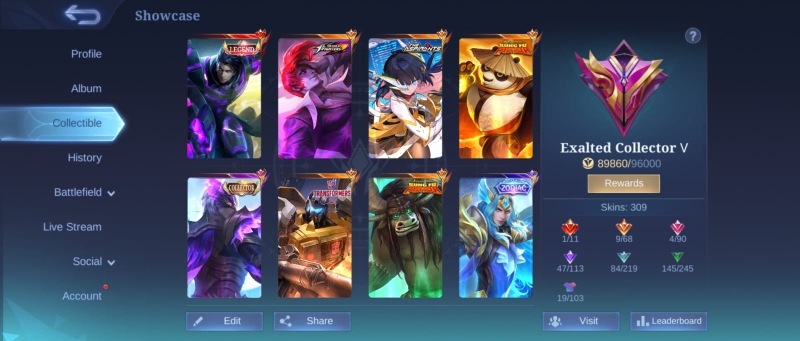 Showcase
Profile
Album
Collectible
History
Battlefield
Live Stream
Social
Account
LEGEND
KUNG FU
COLLECTOR
TRANSFORMERS
KUNG FU
ZODIAC
Edit
Share
?
Exalted Collector V
89860/96000
Rewards
Skins: 309
1/11
9/68
4/90
47/113
84/219
145/245
19/103
Visit
Leaderboard